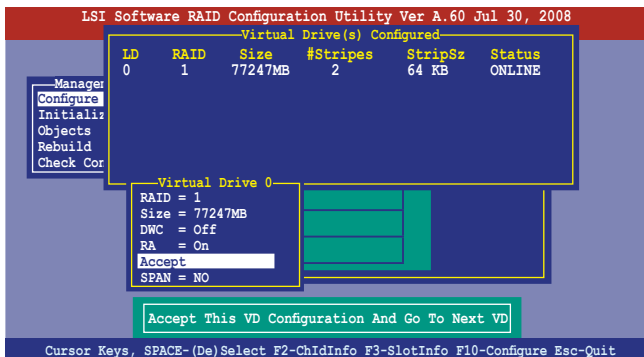 LSI Software RAID Configuration Utility Ver A.60 Jul 30, 2008
Virtual Drive(s) Configured
LD RAID Size #Stripes StripSz Status
0 1 77247MB 2 64 KB ONLINE
Manager
Configure
Initializ
Objects
Rebuild
Check Con
Virtual Drive 0
RAID = 1
Size = 77247MB
DWC = Off
RA = On
Accept
SPAN = NO
Accept This VD Configuration And Go To Next VD
Cursor Keys, SPACE-(De)Select F2-ChIdInfo F3-SlotInfo F10-Configure Esc-Quit